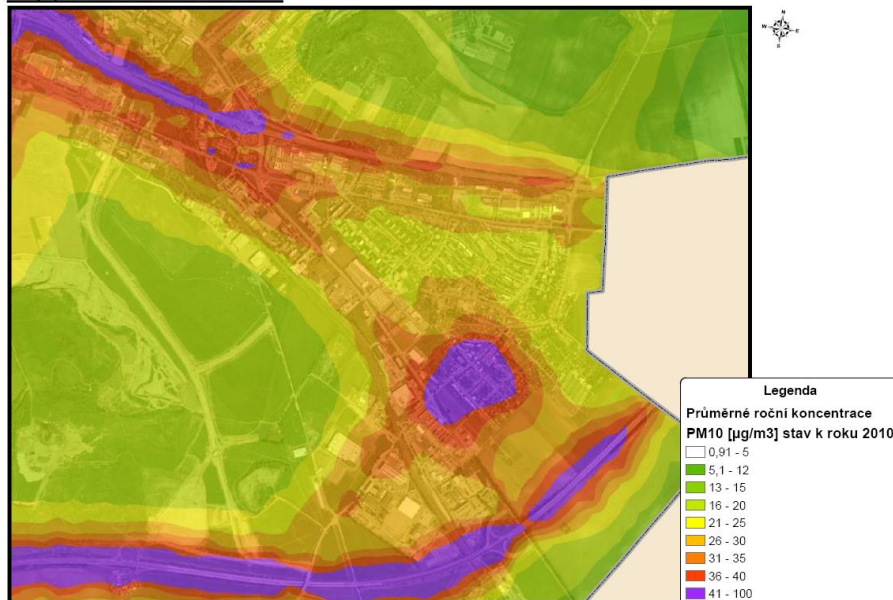 N
W E
S
Legenda
Průměrné roční koncentrace
PM10 [µg/m3] stav k roku 2010
0,91 - 5
5,1 - 12
13 - 15
16 - 20
21 - 25
26 - 30
31 - 35
36 - 40
41 - 100